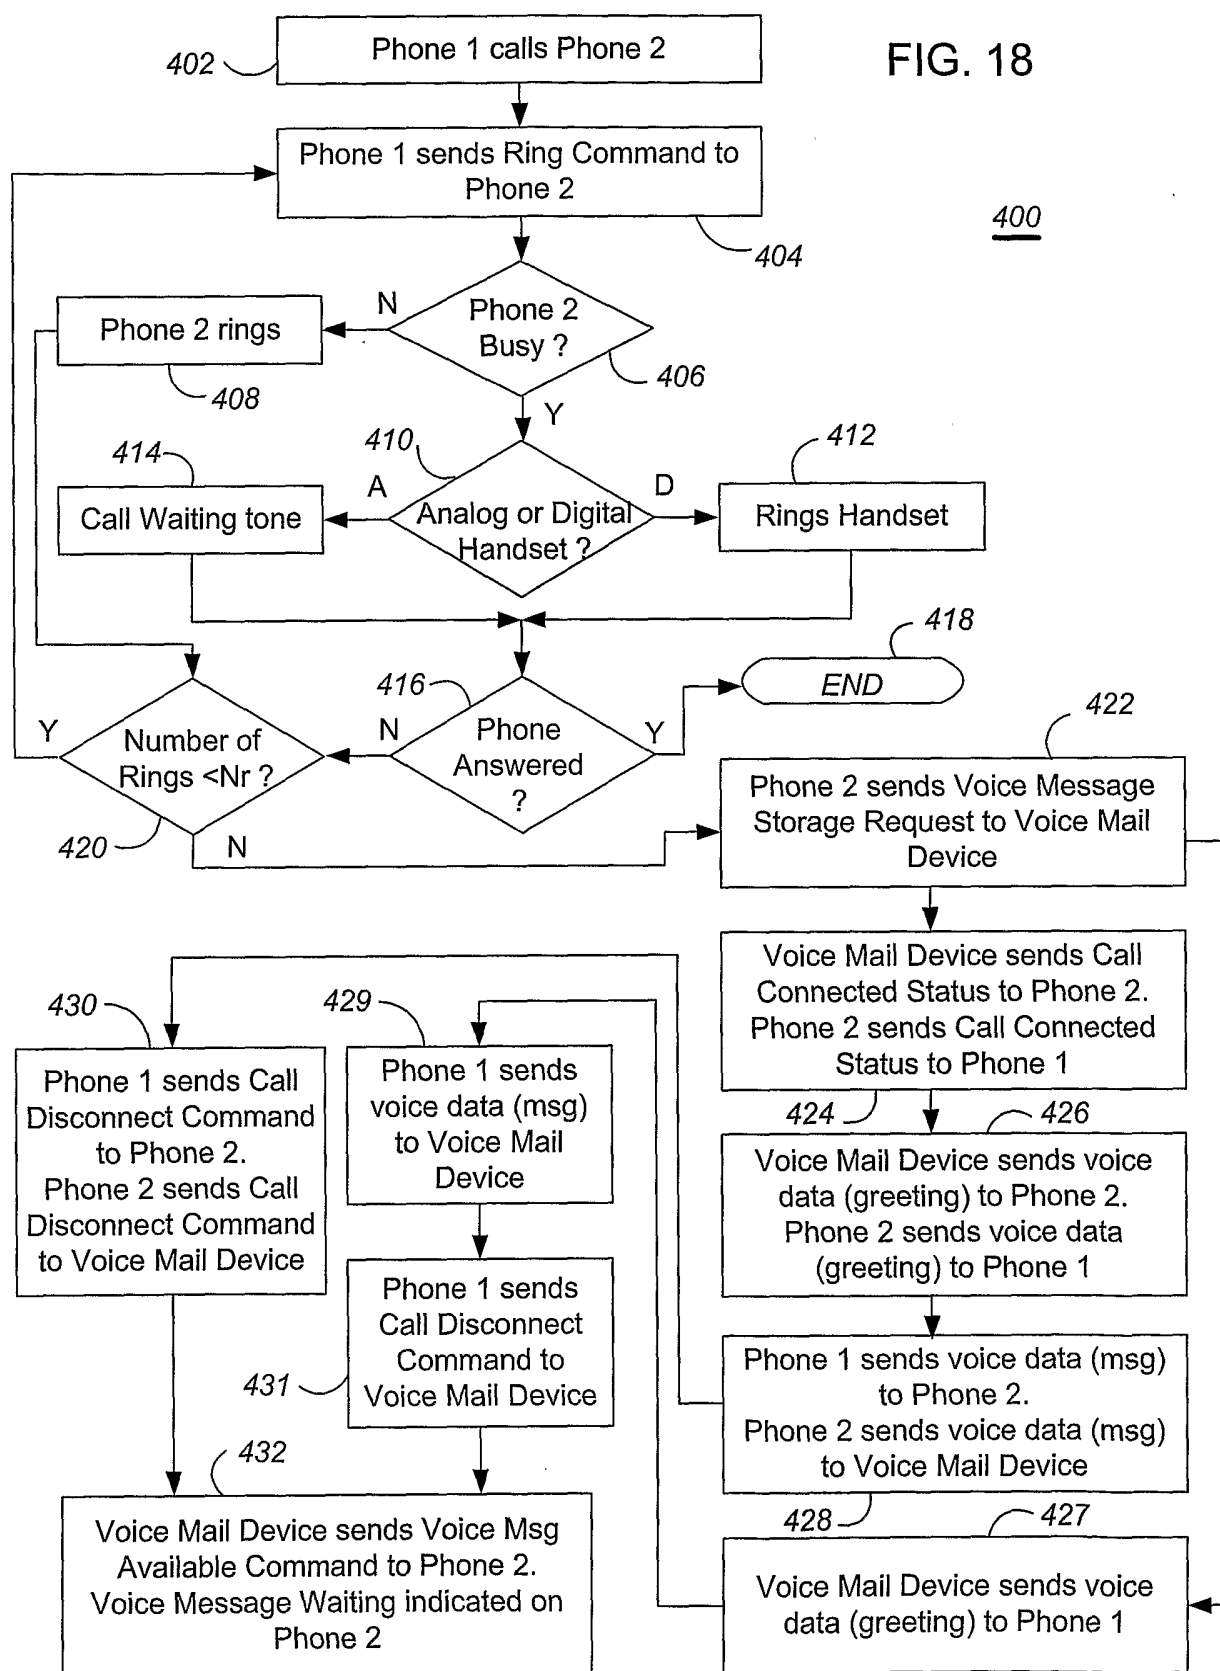 FIG. 18
400
402
Phone 1 calls Phone 2
Phone 1 sends Ring Command to
Phone 2
404
N
Phone 2
Busy ?
406
Y
Phone 2 rings
408
410
412
414
A
D
Call Waiting tone
Analog or Digital
Handset ?
Rings Handset
418
END
416
Y
N
Y
Number of
Rings <Nr ?
Phone
Answered
?
420
N
422
Phone 2 sends Voice Message
Storage Request to Voice Mail
Device
Voice Mail Device sends Call
Connected Status to Phone 2.
Phone 2 sends Call Connected
Status to Phone 1
424
426
Voice Mail Device sends voice
data (greeting) to Phone 2.
Phone 2 sends voice data
(greeting) to Phone 1
Phone 1 sends voice data (msg)
to Phone 2.
Phone 2 sends voice data (msg)
to Voice Mail Device
428
427
Voice Mail Device sends voice
data (greeting) to Phone 1
430
Phone 1 sends Call
Disconnect Command
to Phone 2.
Phone 2 sends Call
Disconnect Command
to Voice Mail Device
429
Phone 1 sends
voice data (msg)
to Voice Mail
Device
Phone 1 sends
Call Disconnect
Command to
Voice Mail Device
431
432
Voice Mail Device sends Voice Msg
Available Command to Phone 2.
Voice Message Waiting indicated on
Phone 2